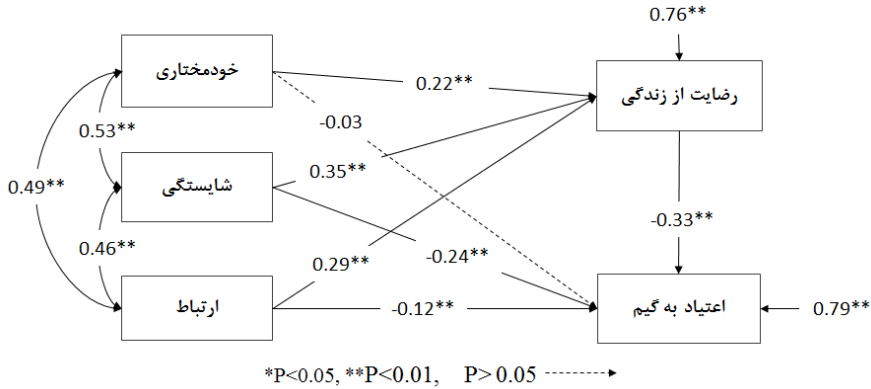 0.76**
خودمختاری
0.22**
رضایت از زندگی
-0.03
0.53**
0.35**
شایستگی
0.49**
-0.33**
0.46**
-0.24**
0.29**
ارتباط
-0.12**
اعتیاد به گیم
0.79**
*P<0.05, **P<0.01, P>0.05